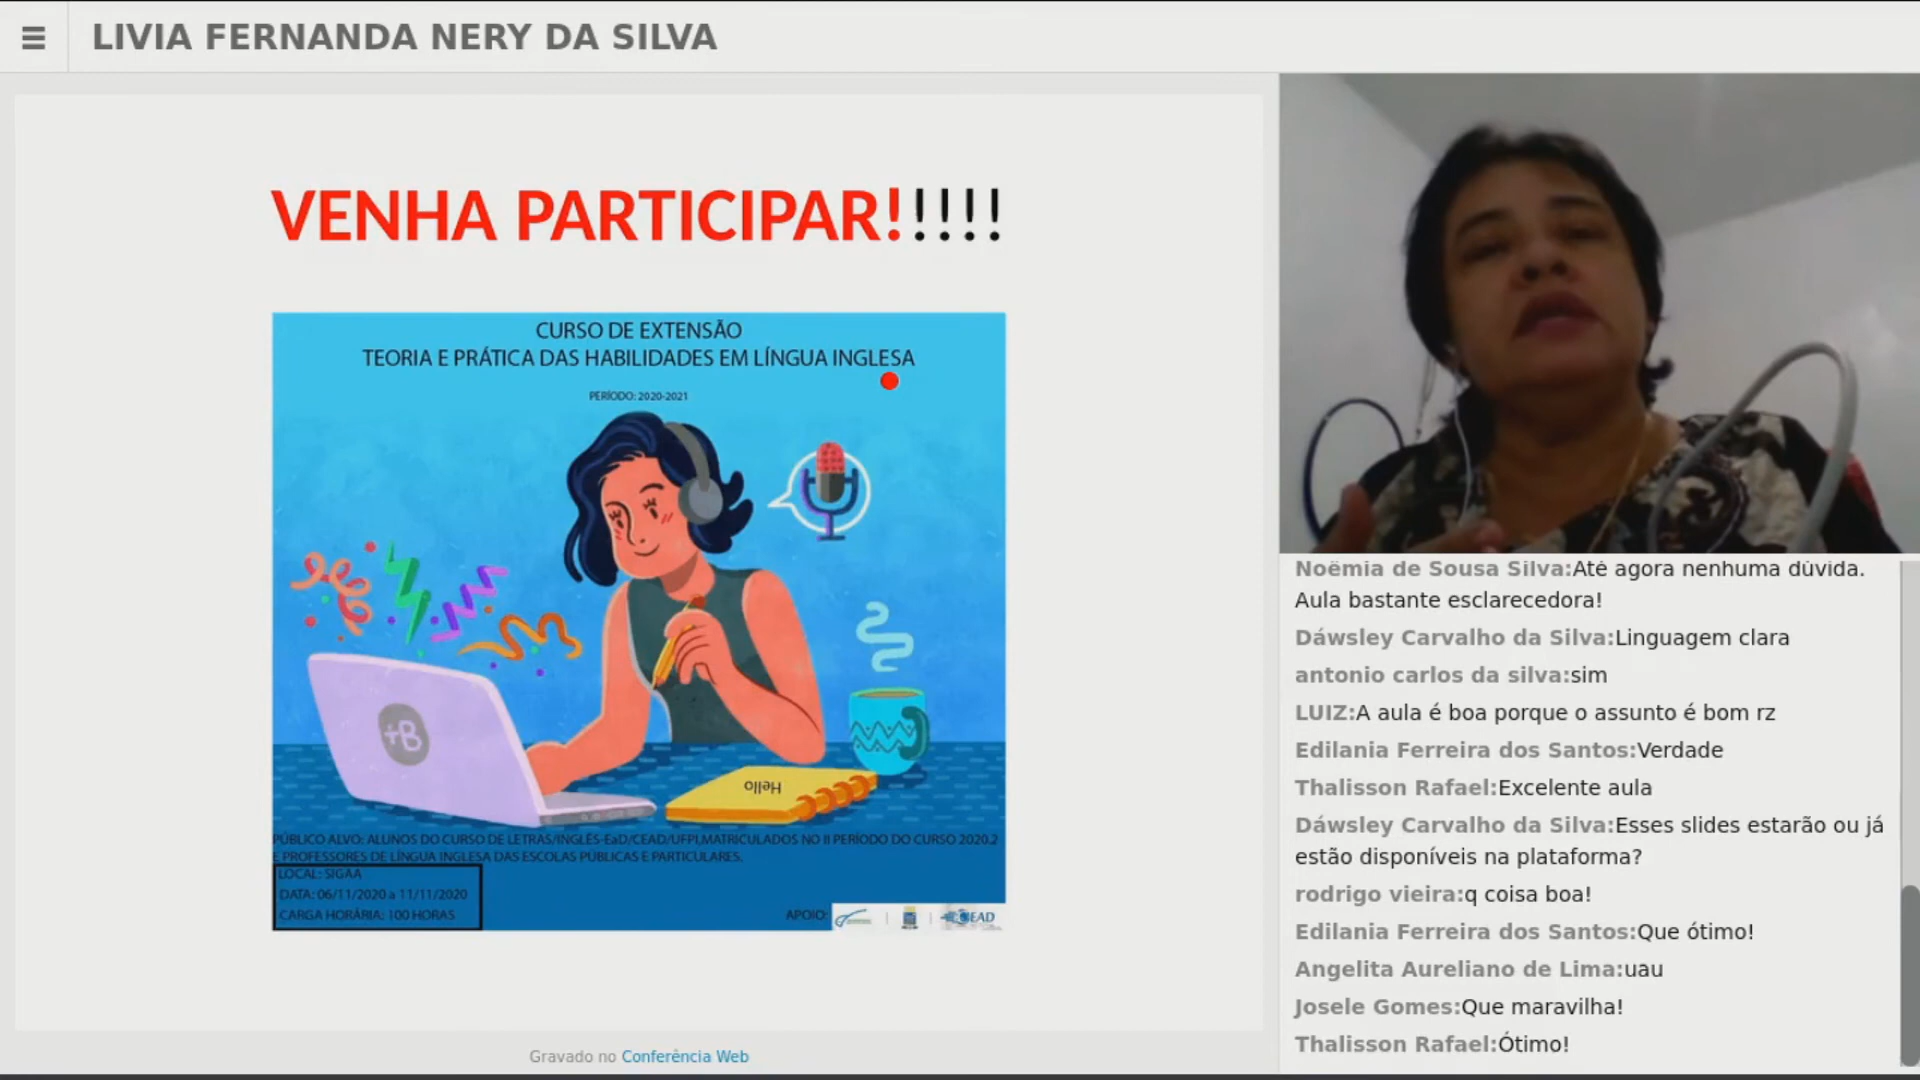 LIVIA FERNANDA NERY DA SILVA
VENHA PARTICIPAR!!!!!
CURSO DE EXTENSÃO
TEORIA E PRÁTICA DAS HABILIDADES EM LÍNGUA INGLESA
PERÍODO: 2020-2021
+B
Hello
PÚBLICO ALVO: ALUNOS DO CURSO DE LETRAS/INGLÊS-EaD/CEAD/UFPI,MATRICULADOS NO II PERÍODO DO CURSO 2020.2
E PROFESSORES DE LÍNGUA INGLESA DAS ESCOLAS PÚBLICAS E PARTICULARES.
LOCAL: SIGAA
DATA: 06/11/2020 a 11/11/2020
CARGA HORÁRIA: 100 HORAS
APOIO:
CEAD
Gravado no Conferência Web
Noêmia de Sousa Silva:Até agora nenhuma dúvida.
Aula bastante esclarecedora!
Dáwsley Carvalho da Silva:Linguagem clara
antonio carlos da silva:sim
LUIZ:A aula é boa porque o assunto é bom rz
Edilania Ferreira dos Santos:Verdade
Thalisson Rafael:Excelente aula
Dáwsley Carvalho da Silva:Esses slides estarão ou já
estão disponíveis na plataforma?
rodrigo vieira:q coisa boa!
Edilania Ferreira dos Santos:Que ótimo!
Angelita Aureliano de Lima:uau
Josele Gomes:Que maravilha!
Thalisson Rafael:Ótimo!